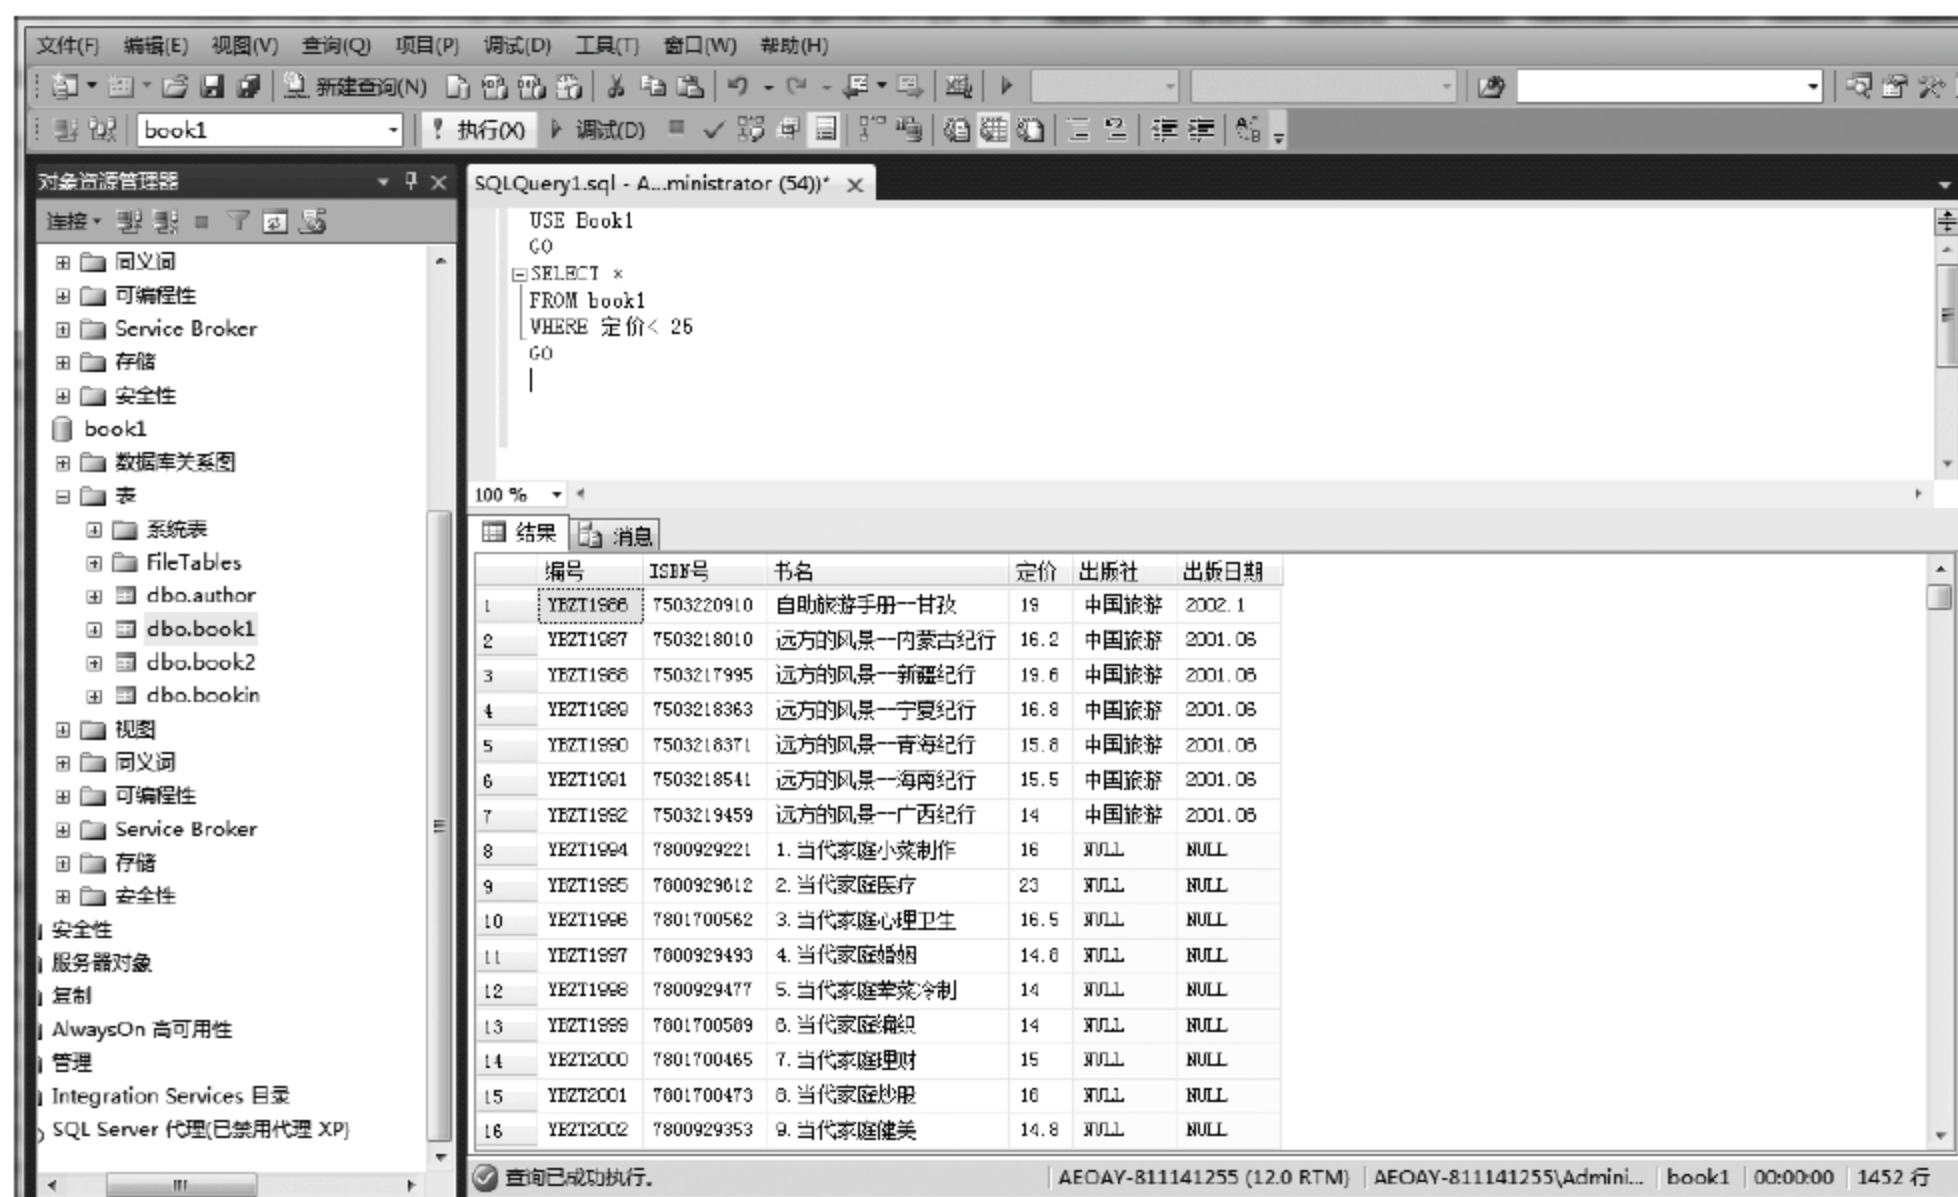 文件(F) 编辑(E) 视图(V) 查询(Q) 项目(P) 调试(D) 工具(T) 窗口(W) 帮助(H)
新建查询(N)
book1 执行(X) 调试(D)
对象资源管理器
连接
同义词
可编程性
Service Broker
存储
安全性
book1
数据库关系图
表
系统表
FileTables
dbo.author
dbo.book1
dbo.book2
dbo.bookin
视图
同义词
可编程性
Service Broker
存储
安全性
安全性
服务器对象
复制
AlwaysOn 高可用性
管理
Integration Services 目录
SQL Server 代理(已禁用代理 XP)
SQLQuery1.sql - A...ministrator (54))*
USE Book1
GO
SELECT *
FROM book1
WHERE 定价< 25
GO
100 %
结果 消息
编号 ISBN号 书名 定价 出版社 出版日期
1 YBZT1986 7503220910 自助旅游手册--甘孜 19 中国旅游 2002.1
2 YBZT1987 7503218010 远方的风景--内蒙古纪行 16.2 中国旅游 2001.06
3 YBZT1988 7503217995 远方的风景--新疆纪行 19.6 中国旅游 2001.06
4 YBZT1989 7503218363 远方的风景--宁夏纪行 16.8 中国旅游 2001.06
5 YBZT1990 7503218371 远方的风景--青海纪行 15.8 中国旅游 2001.06
6 YBZT1991 7503218541 远方的风景--海南纪行 15.5 中国旅游 2001.06
7 YBZT1992 7503219459 远方的风景--广西纪行 14 中国旅游 2001.06
8 YBZT1994 7800929221 1.当代家庭小菜制作 16 NULL NULL
9 YBZT1995 7800929612 2.当代家庭医疗 23 NULL NULL
10 YBZT1996 7801700562 3.当代家庭心理卫生 16.5 NULL NULL
11 YBZT1997 7800929493 4.当代家庭婚姻 14.8 NULL NULL
12 YBZT1998 7800929477 5.当代家庭荤菜冷制 14 NULL NULL
13 YBZT1999 7801700589 6.当代家庭编织 14 NULL NULL
14 YBZT2000 7801700465 7.当代家庭理财 15 NULL NULL
15 YBZT2001 7801700473 8.当代家庭炒股 16 NULL NULL
16 YBZT2002 7800929353 9.当代家庭健美 14.8 NULL NULL
查询已成功执行。 AEOAY-811141255 (12.0 RTM) AEOAY-811141255\Admini... book1 00:00:00 1452 行